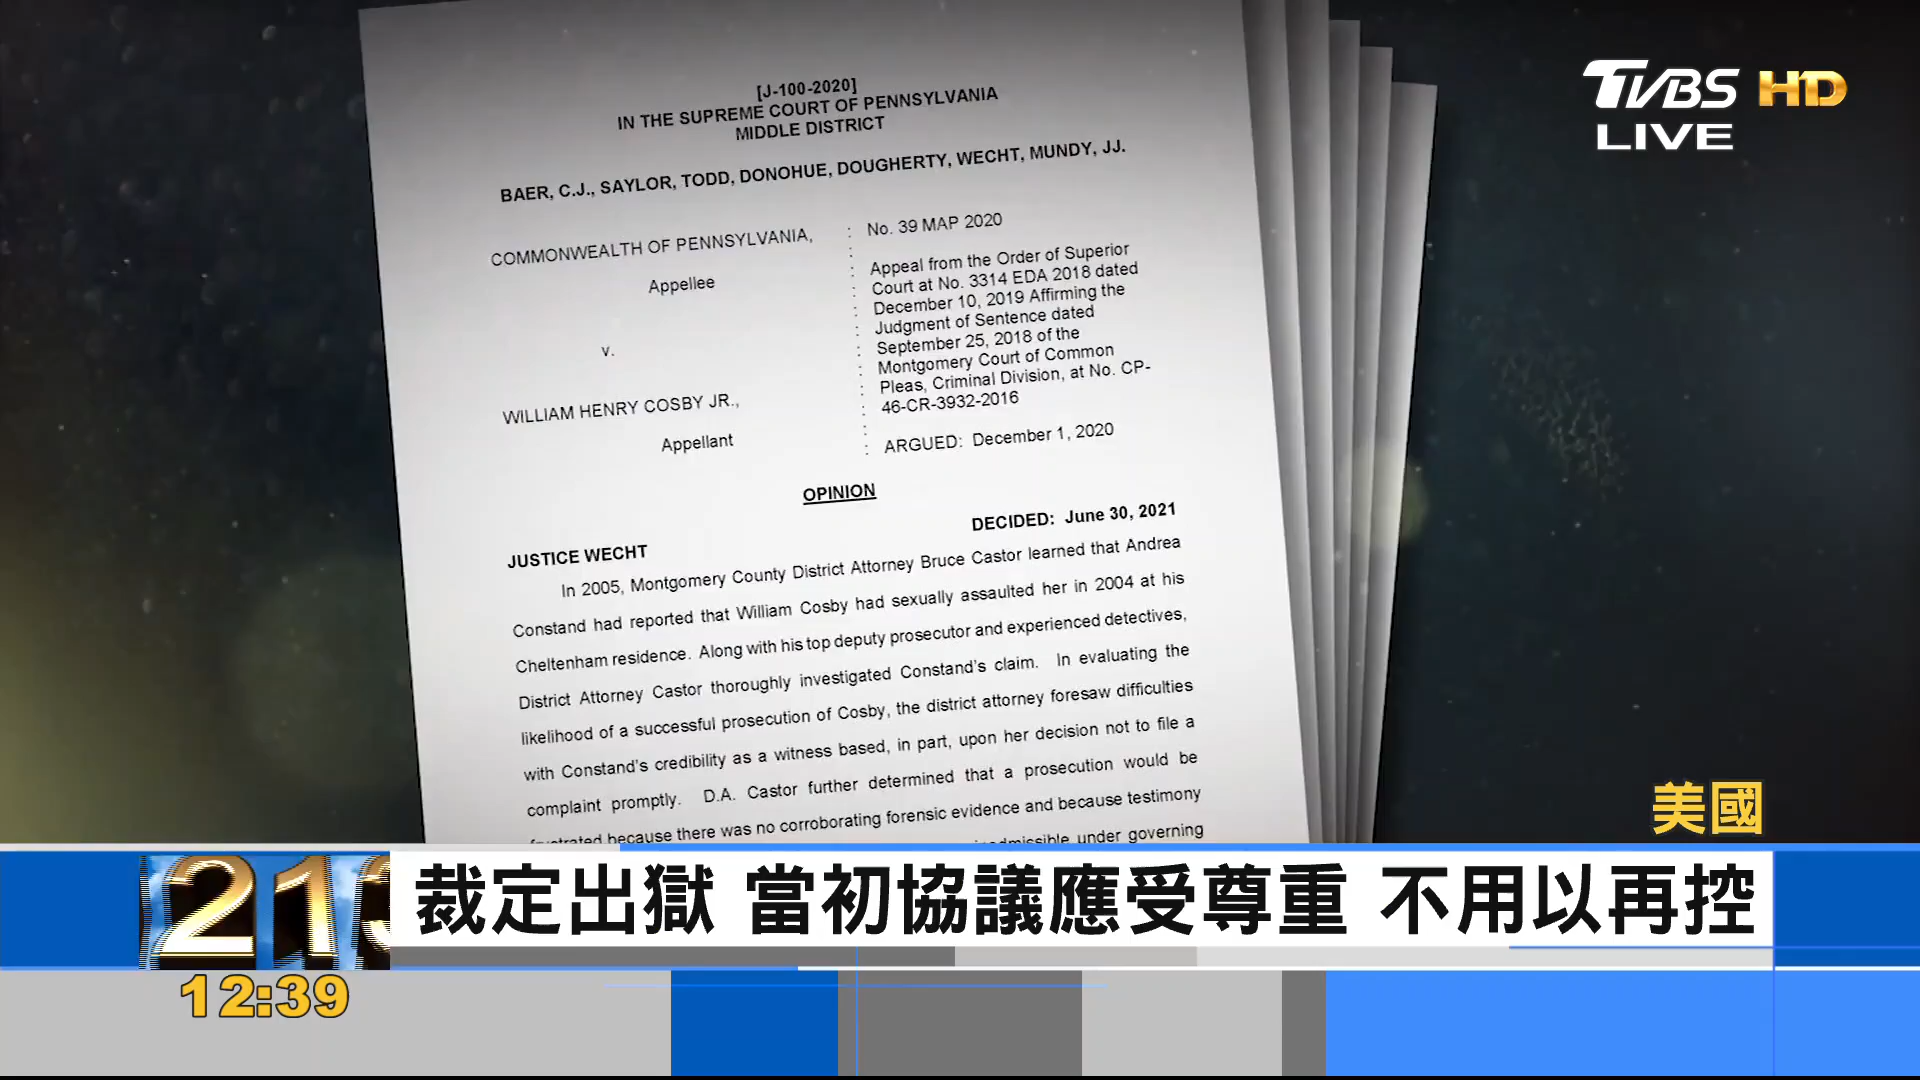 [J-100-2020]
IN THE SUPREME COURT OF PENNSYLVANIA
MIDDLE DISTRICT
BAER, C.J., SAYLOR, TODD, DONOHUE, DOUGHERTY, WECHT, MUNDY, JJ.
COMMONWEALTH OF PENNSYLVANIA,
Appellee
v.
WILLIAM HENRY COSBY JR.,
Appellant
: No. 39 MAP 2020
:
: Appeal from the Order of Superior
: Court at No. 3314 EDA 2018 dated
: December 10, 2019 Affirming the
: Judgment of Sentence dated
: September 25, 2018 of the
: Montgomery Court of Common
: Pleas, Criminal Division, at No. CP-
: 46-CR-3932-2016
:
: ARGUED: December 1, 2020
OPINION
DECIDED: June 30, 2021
JUSTICE WECHT
In 2005, Montgomery County District Attorney Bruce Castor learned that Andrea
Constand had reported that William Cosby had sexually assaulted her in 2004 at his
Cheltenham residence. Along with his top deputy prosecutor and experienced detectives,
District Attorney Castor thoroughly investigated Constand's claim. In evaluating the
likelihood of a successful prosecution of Cosby, the district attorney foresaw difficulties
with Constand's credibility as a witness based, in part, upon her decision not to file a
complaint promptly. D.A. Castor further determined that a prosecution would be
frustrated because there was no corroborating forensic evidence and because testimony
inadmissible under governing
TVBS HD
LIVE
美國
213
裁定出獄 當初協議應受尊重 不用以再控
12:39